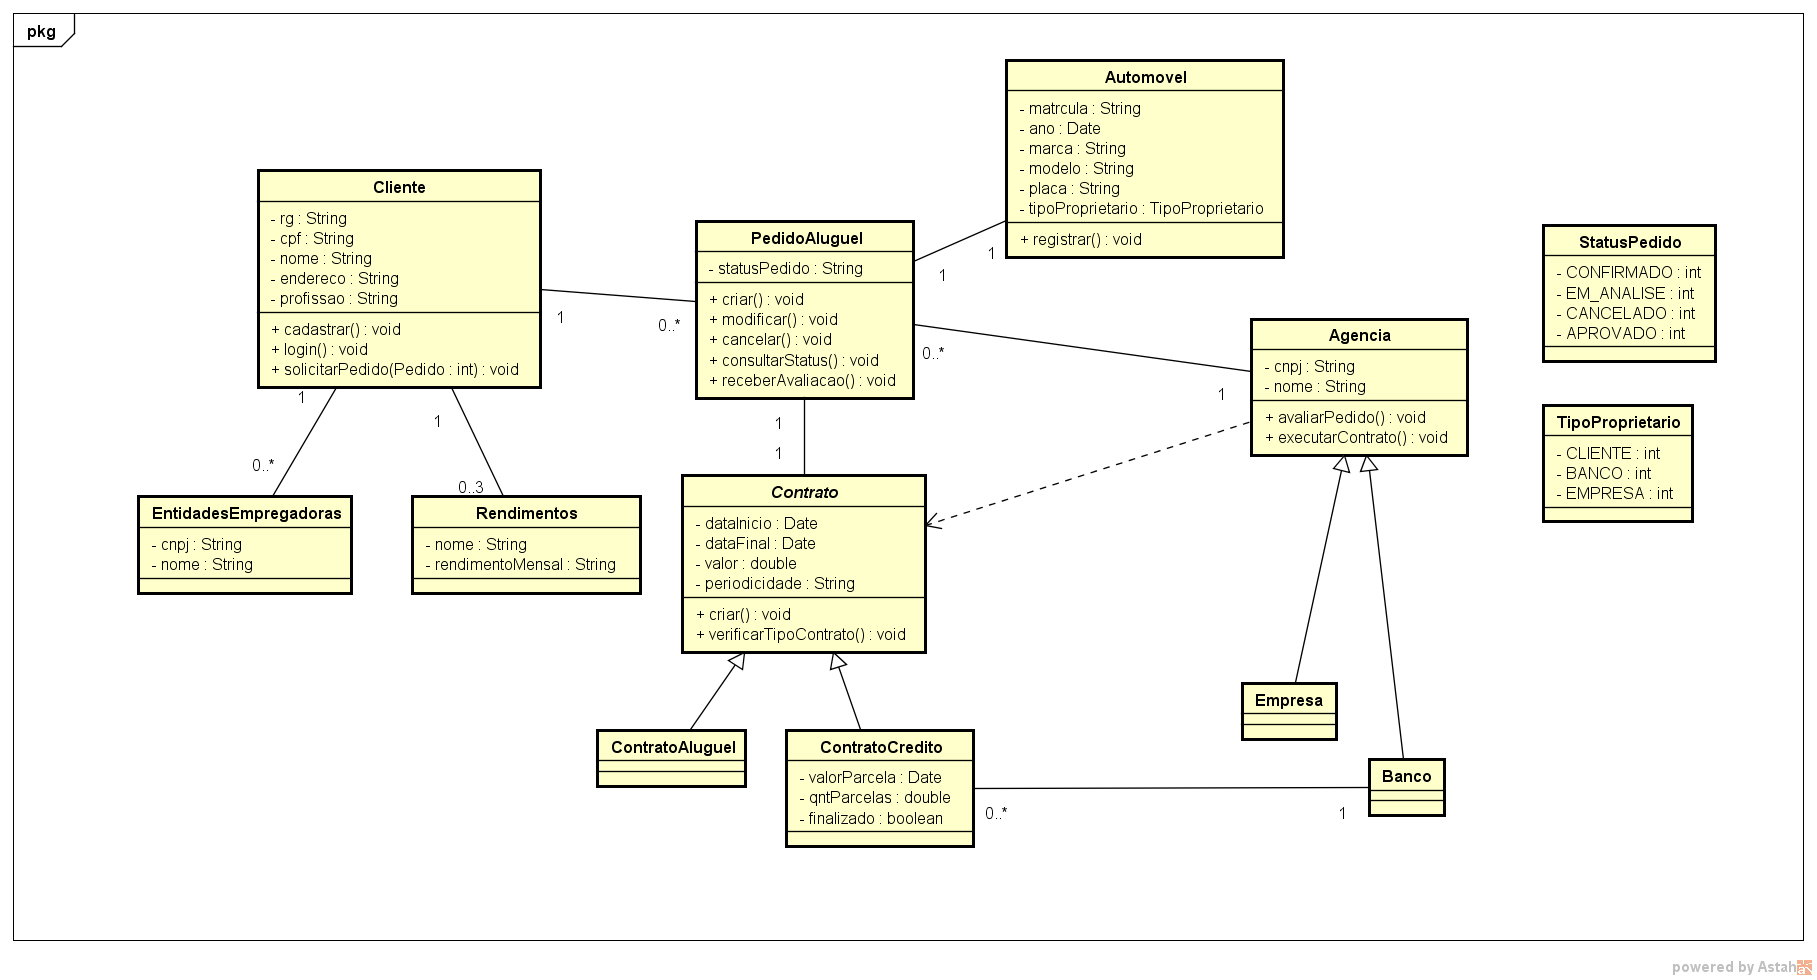 pkg
Automovel
- matrcula : String
- ano : Date
- marca : String
- modelo : String
- placa : String
- tipoProprietario : TipoProprietario
+ registrar() : void
Cliente
- rg : String
- cpf : String
- nome : String
- endereco : String
- profissao : String
+ cadastrar() : void
+ login() : void
+ solicitarPedido(Pedido : int) : void
PedidoAluguel
- statusPedido : String
+ criar() : void
+ modificar() : void
+ cancelar() : void
+ consultarStatus() : void
+ receberAvaliacao() : void
StatusPedido
- CONFIRMADO : int
- EM_ANALISE : int
- CANCELADO : int
- APROVADO : int
1
1
1
0..*
Agencia
- cnpj : String
- nome : String
+ avaliarPedido() : void
+ executarContrato() : void
0..*
1
TipoProprietario
- CLIENTE : int
- BANCO : int
- EMPRESA : int
1
0..*
1
0..3
1
1
EntidadesEmpregadoras
- cnpj : String
- nome : String
Rendimentos
- nome : String
- rendimentoMensal : String
Contrato
- dataInicio : Date
- dataFinal : Date
- valor : double
- periodicidade : String
+ criar() : void
+ verificarTipoContrato() : void
Empresa
ContratoAluguel
ContratoCredito
- valorParcela : Date
- qntParcelas : double
- finalizado : boolean
Banco
0..*
1
powered by Astah